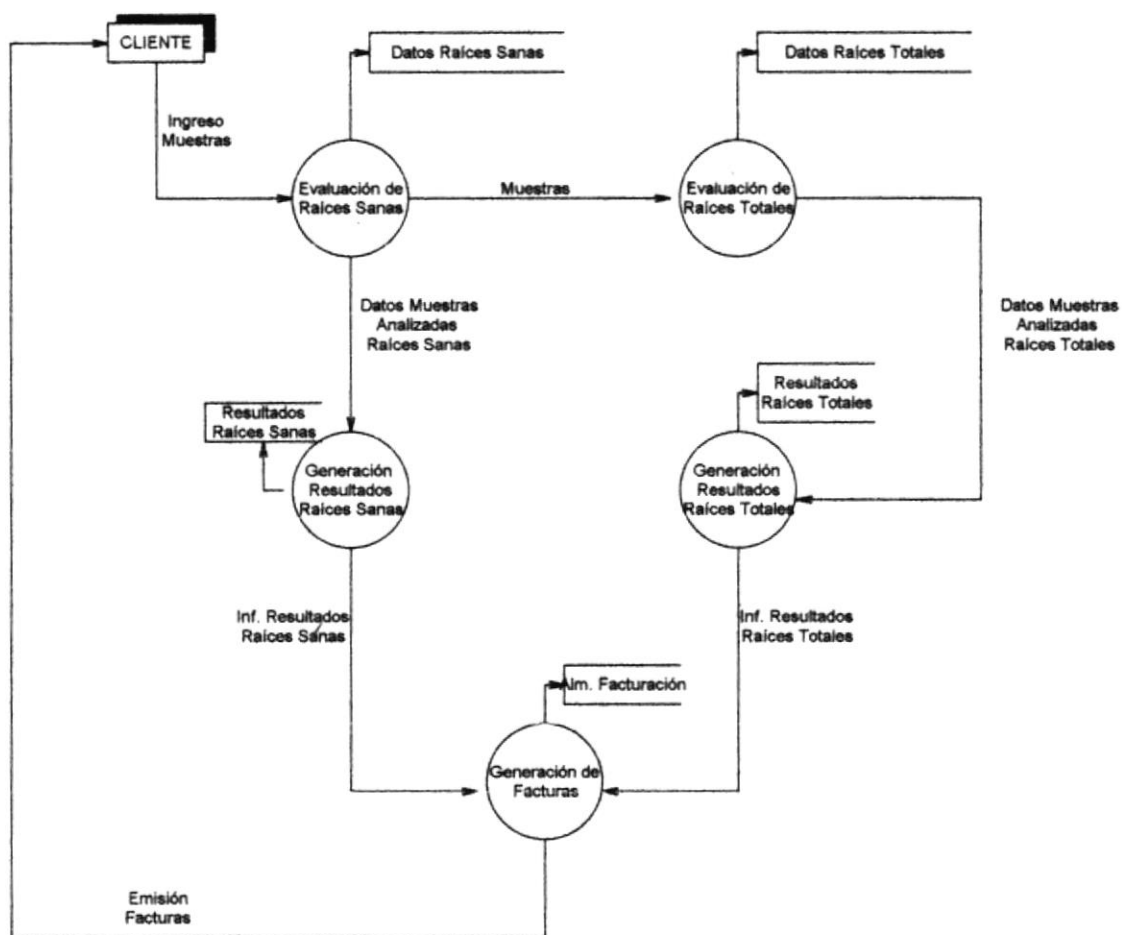 CLIENTE
Datos Raíces Sanas
Datos Raíces Totales
Ingreso
Muestras
Evaluación de
Raíces Sanas
Muestras
Evaluación de
Raíces Totales
Datos Muestras
Analizadas
Raíces Sanas
Datos Muestras
Analizadas
Raíces Totales
Resultados
Raíces Sanas
Resultados
Raíces Totales
Generación
Resultados
Raíces Sanas
Generación
Resultados
Raíces Totales
Inf. Resultados
Raíces Sanas
Inf. Resultados
Raíces Totales
Alm. Facturación
Generación de
Facturas
Emisión
Facturas